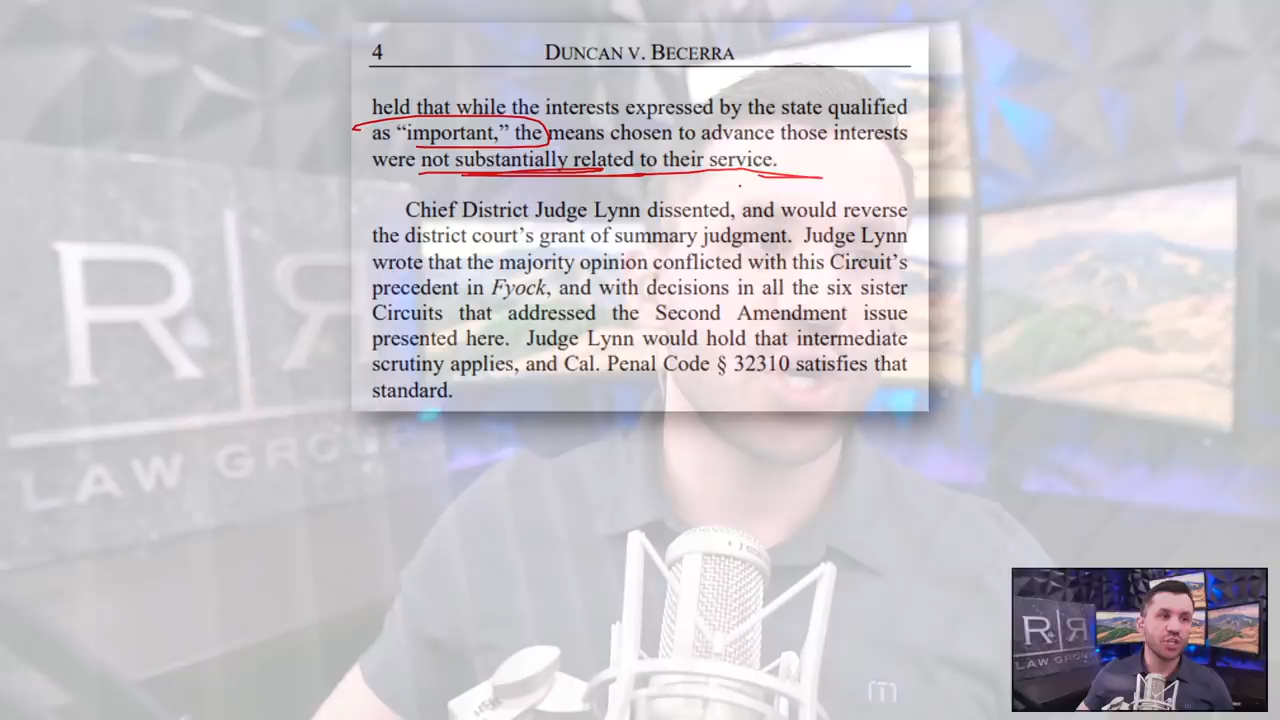 4 DUNCAN V. BECERRA
held that while the interests expressed by the state qualified
as “important,” the means chosen to advance those interests
were not substantially related to their service.
Chief District Judge Lynn dissented, and would reverse
the district court’s grant of summary judgment. Judge Lynn
wrote that the majority opinion conflicted with this Circuit’s
precedent in Fyock, and with decisions in all the six sister
Circuits that addressed the Second Amendment issue
presented here. Judge Lynn would hold that intermediate
scrutiny applies, and Cal. Penal Code § 32310 satisfies that
standard.
R|R
LAW GROUP
R|R
LAW GROUP